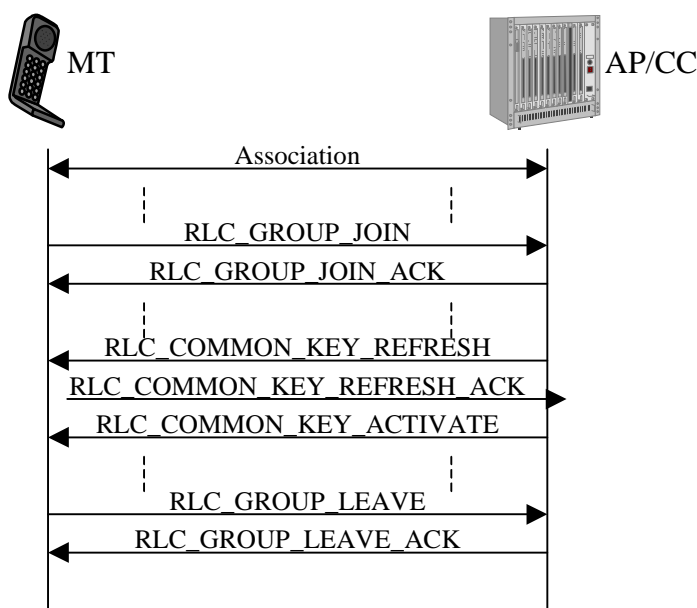 MT
AP/CC
Association
RLC_GROUP_JOIN
RLC_GROUP_JOIN_ACK
RLC_COMMON_KEY_REFRESH
RLC_COMMON_KEY_REFRESH_ACK
RLC_COMMON_KEY_ACTIVATE
RLC_GROUP_LEAVE
RLC_GROUP_LEAVE_ACK